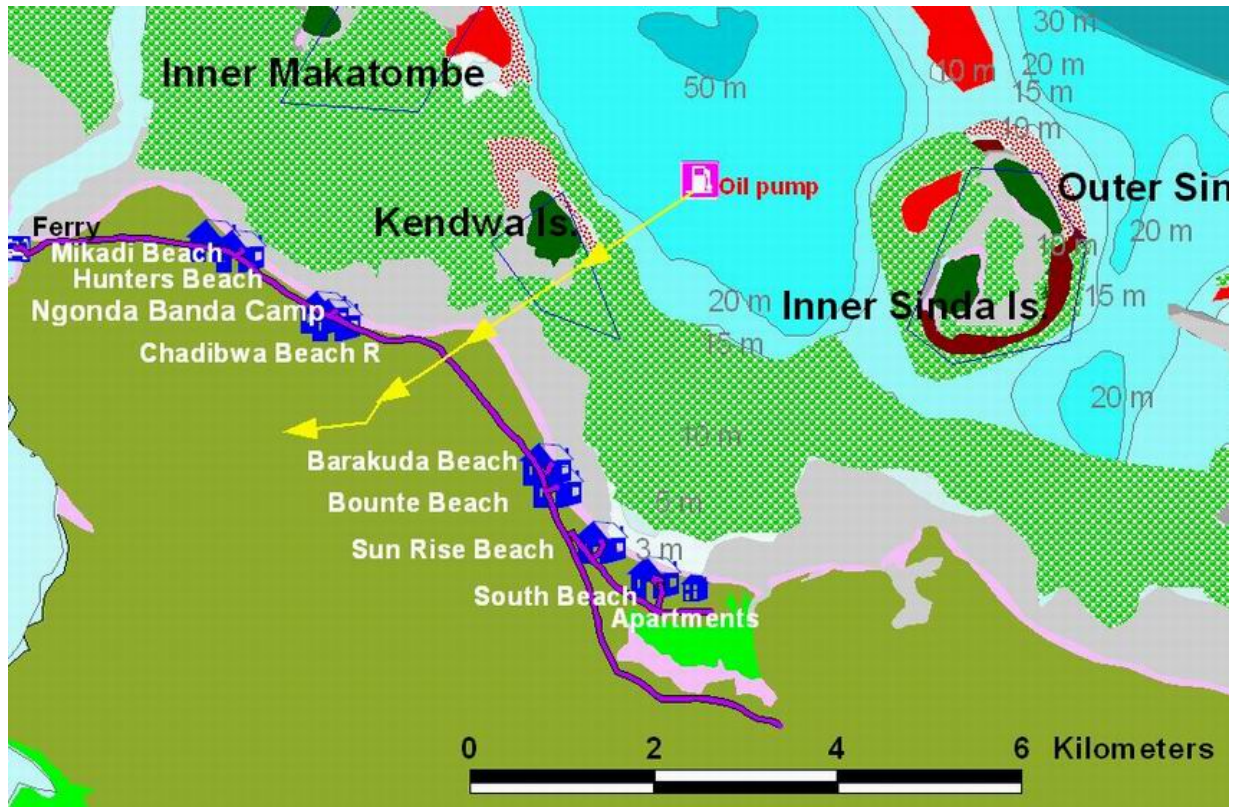 30 m
10 m
20 m
15 m
10 m
Inner Makatombe
50 m
Oil pump
Outer Sin
Kendwa Is.
Ferry
Mikadi Beach
Hunters Beach
10 m
20 m
Ngonda Banda Camp
20 m
Inner Sinda Is.
15 m
Chadibwa Beach R
15 m
20 m
10 m
Barakuda Beach
Bounte Beach
5 m
Sun Rise Beach
3 m
South Beach
Apartments
0 2 4 6 Kilometers